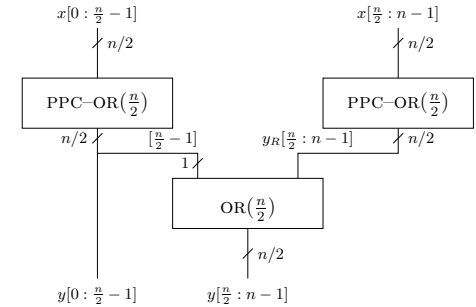 x[0 : n/2 − 1]
x[n/2 : n−1]
n/2
n/2
PPC–OR(n/2)
PPC–OR(n/2)
n/2
[n/2 − 1]
y_R[n/2 : n−1]
n/2
1
OR(n/2)
n/2
y[0 : n/2 − 1]
y[n/2 : n−1]